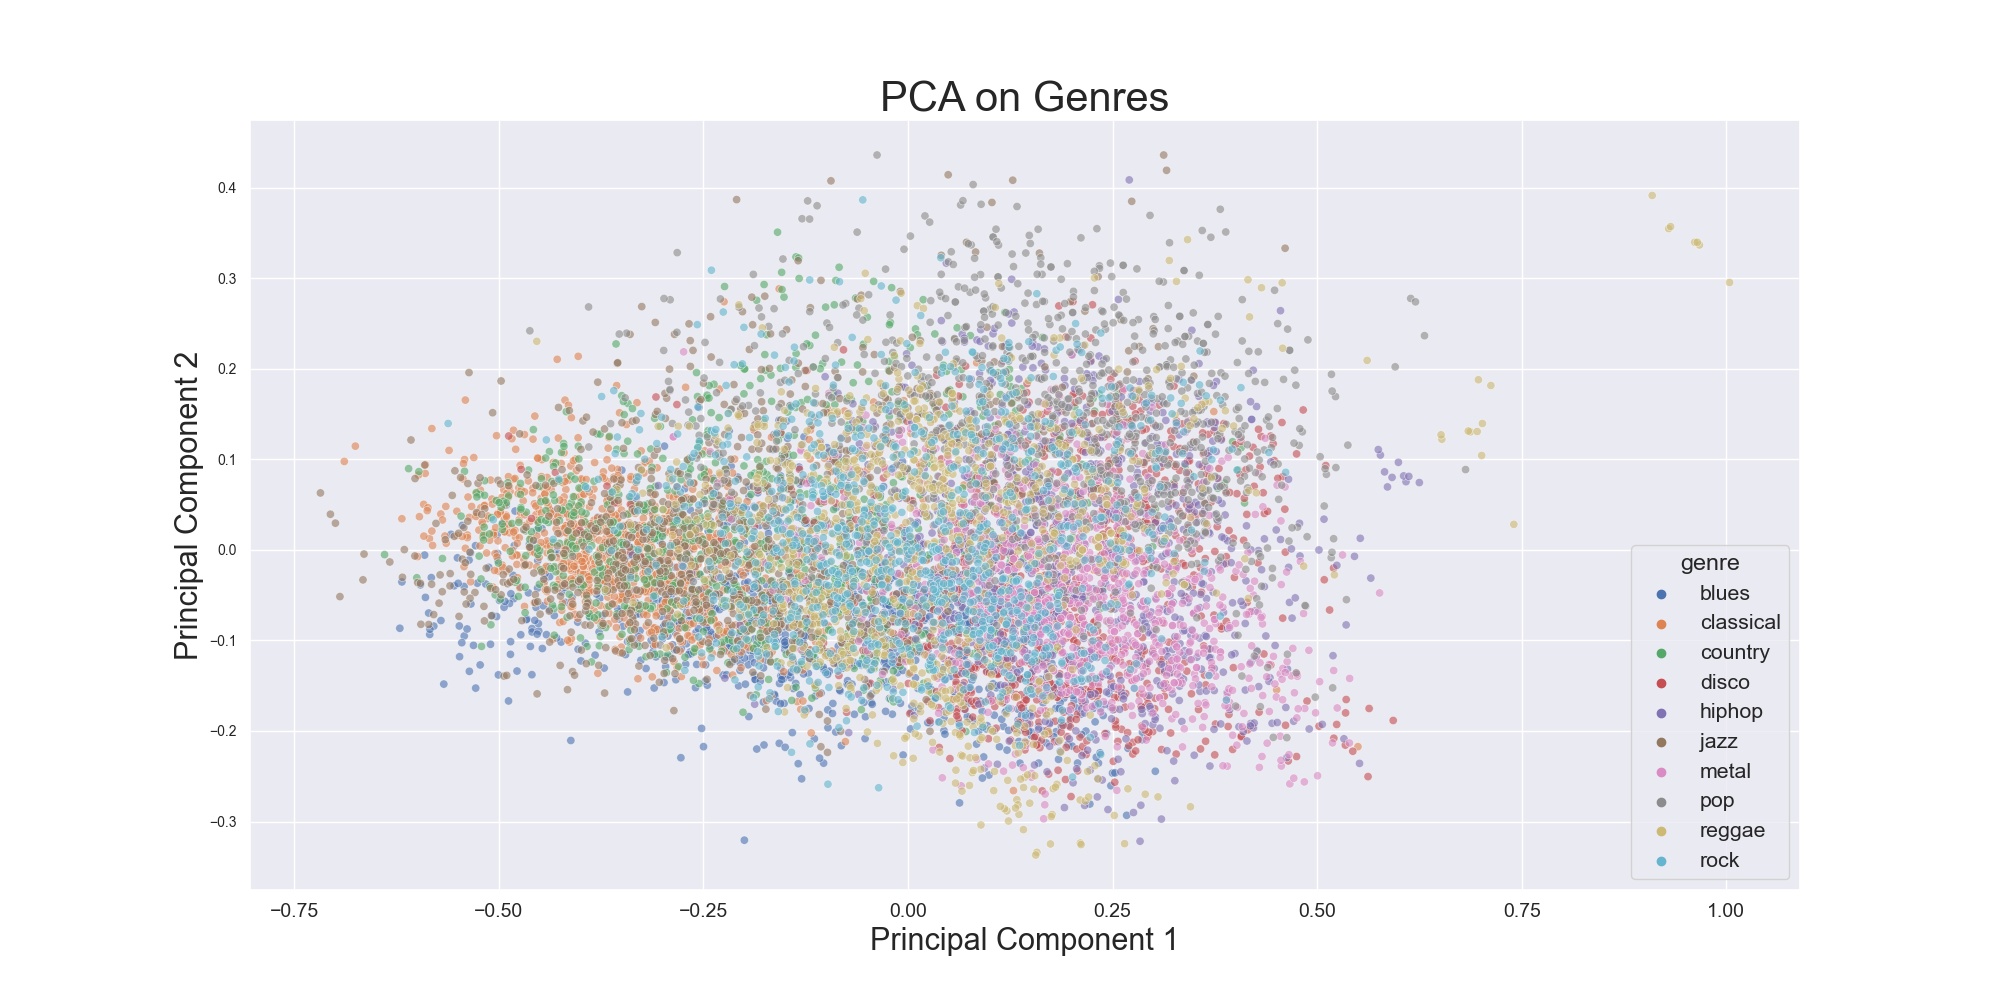 PCA on Genres
Principal Component 2
0.4
0.3
0.2
0.1
0.0
−0.1
−0.2
−0.3
−0.75 −0.50 −0.25 0.00 0.25 0.50 0.75 1.00
Principal Component 1
genre
blues
classical
country
disco
hiphop
jazz
metal
pop
reggae
rock